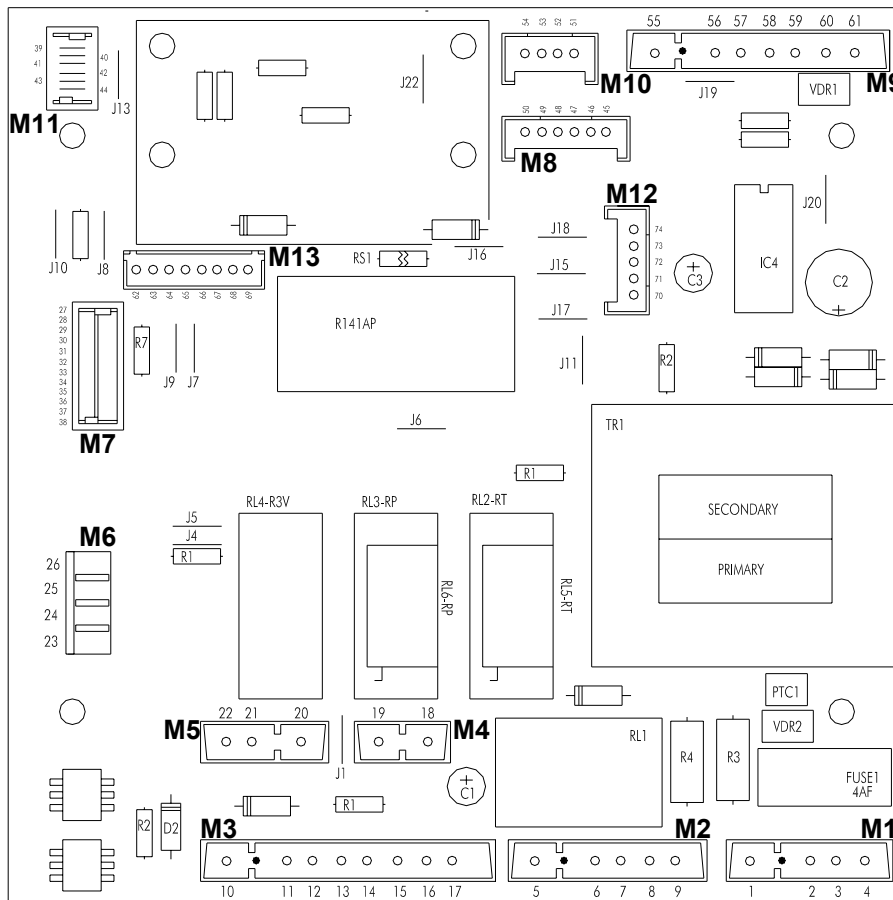 54 53 52 51
55 56 57 58 59 60 61
39
41
43
40
42
44
J13
M11
J22
M10
J19
VDR1
M9
50 49 48 47 46 45
M8
M12
J20
J10
J8
M13
RS1
J16
J18
J15
J17
74
73
72
71
70
C3
IC4
C2
62 63 64 65 66 67 68 69
27
28
29
30
31
32
33
34
35
36
37
38
M7
R7
J9
J7
R141AP
J11
R2
J6
TR1
R1
SECONDARY
PRIMARY
RL4-R3V
RL3-RP
RL2-RT
J5
J4
R1
M6
26
25
24
23
RL6-RP
RL5-RT
PTC1
VDR2
M5
22 21 20
J1
19 18
M4
RL1
R4
R3
FUSE1
4AF
C1
R2
D2
R1
M3
M2
M1
10 11 12 13 14 15 16 17
5 6 7 8 9
1 2 3 4